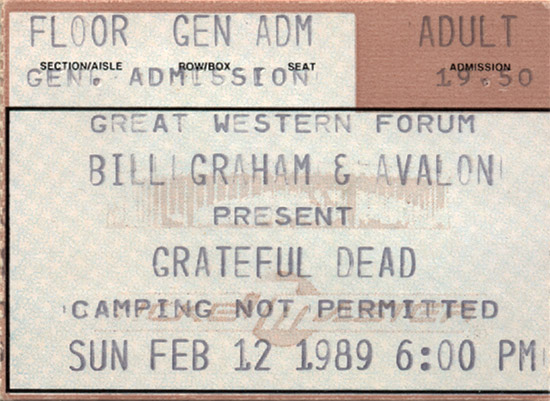 FLOOR GEN ADM ADULT
SECTION/AISLE ROW/BOX SEAT ADMISSION
GEN. ADMISSION 19.50
GREAT WESTERN FORUM
BILL GRAHAM & AVALON
PRESENT
GRATEFUL DEAD
CAMPING NOT PERMITTED
SUN FEB 12 1989 6:00 PM